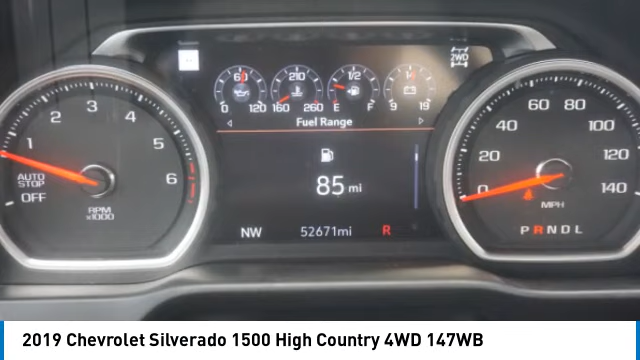 60 210 1/2 14
2WD
0 120 160 260 E F 9 19
Fuel Range
85 mi
NW 52671mi R
1 2 3 4 5 6
AUTO
STOP
OFF
RPM
x1000
0 20 40 60 80 100 120 140
MPH
P R N D L
2019 Chevrolet Silverado 1500 High Country 4WD 147WB